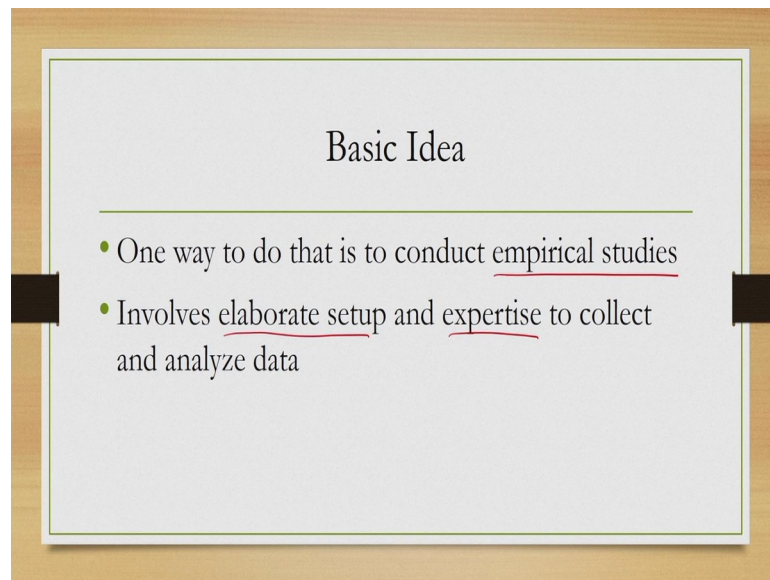 Basic Idea
• One way to do that is to conduct empirical studies
• Involves elaborate setup and expertise to collect
and analyze data